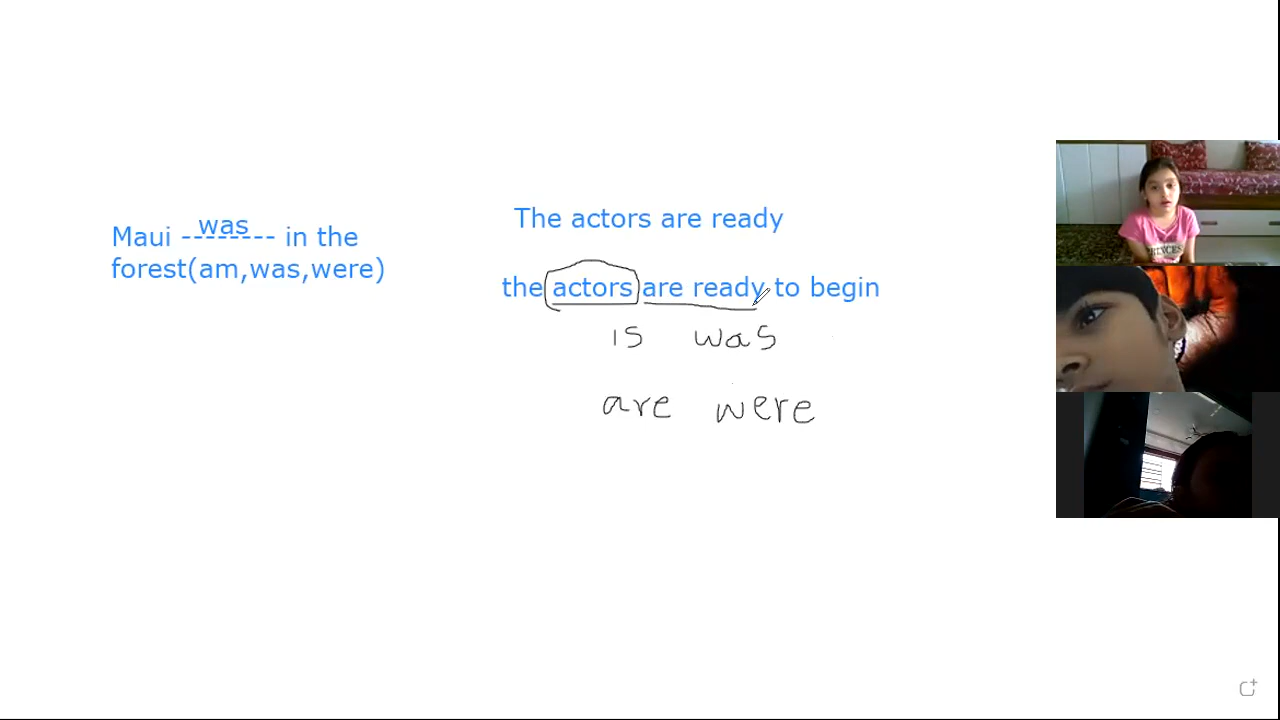 Maui -------- in the
was
forest(am,was,were)
The actors are ready
the actors are ready to begin
is was
are were